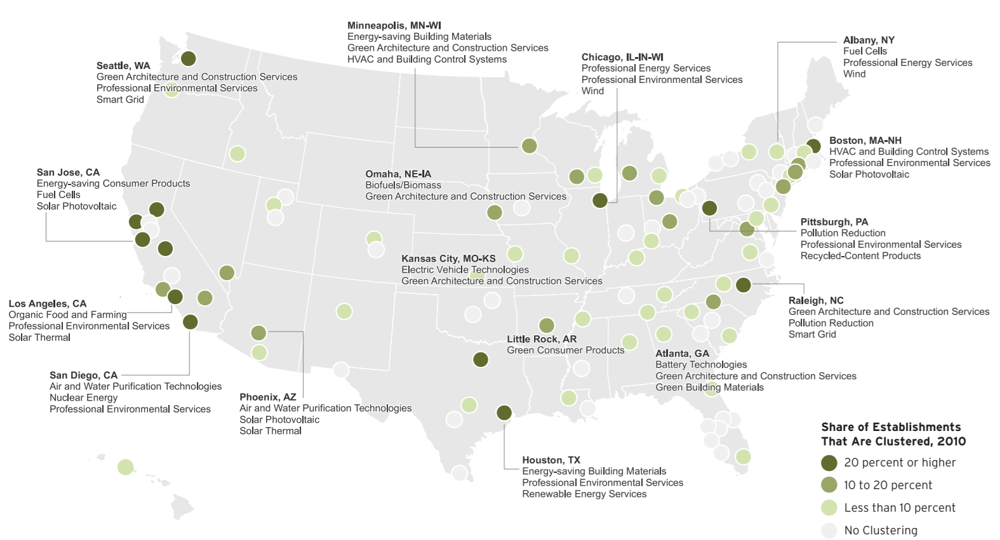 Minneapolis, MN-WI
Energy-saving Building Materials
Green Architecture and Construction Services
HVAC and Building Control Systems
Albany, NY
Fuel Cells
Professional Energy Services
Wind
Chicago, IL-IN-WI
Professional Energy Services
Professional Environmental Services
Wind
Seattle, WA
Green Architecture and Construction Services
Professional Environmental Services
Smart Grid
Boston, MA-NH
HVAC and Building Control Systems
Professional Environmental Services
Solar Photovoltaic
San Jose, CA
Energy-saving Consumer Products
Fuel Cells
Solar Photovoltaic
Omaha, NE-IA
Biofuels/Biomass
Green Architecture and Construction Services
Pittsburgh, PA
Pollution Reduction
Professional Environmental Services
Recycled-Content Products
Kansas City, MO-KS
Electric Vehicle Technologies
Green Architecture and Construction Services
Los Angeles, CA
Organic Food and Farming
Professional Environmental Services
Solar Thermal
Raleigh, NC
Green Architecture and Construction Services
Pollution Reduction
Smart Grid
Little Rock, AR
Green Consumer Products
Atlanta, GA
Battery Technologies
Green Architecture and Construction Services
Green Building Materials
San Diego, CA
Air and Water Purification Technologies
Nuclear Energy
Professional Environmental Services
Phoenix, AZ
Air and Water Purification Technologies
Solar Photovoltaic
Solar Thermal
Houston, TX
Energy-saving Building Materials
Professional Environmental Services
Renewable Energy Services
Share of Establishments
That Are Clustered, 2010
20 percent or higher
10 to 20 percent
Less than 10 percent
No Clustering